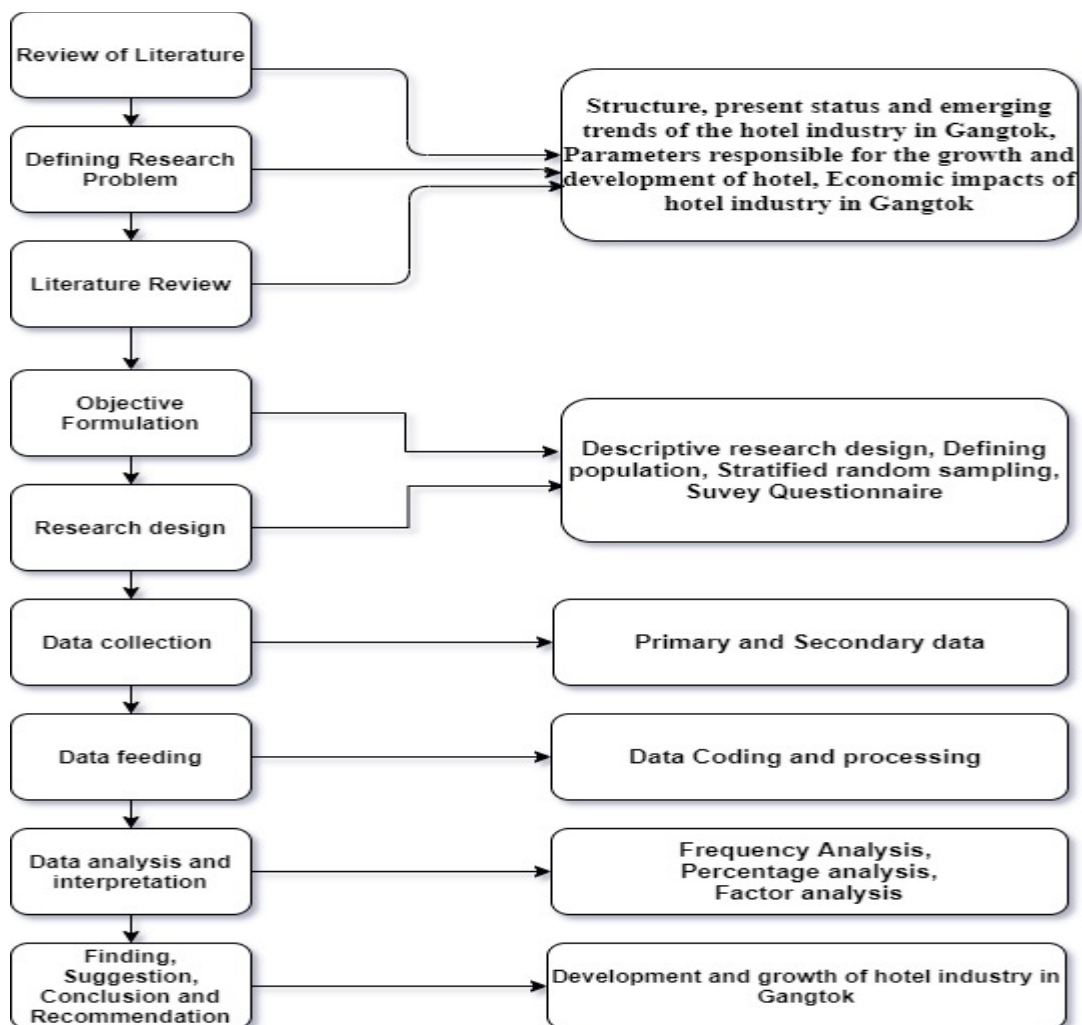 Review of Literature
Structure, present status and emerging
trends of the hotel industry in Gangtok,
Parameters responsible for the growth and
development of hotel, Economic impacts of
hotel industry in Gangtok
Defining Research
Problem
Literature Review
Objective
Formulation
Descriptive research design, Defining
population, Stratified random sampling,
Suvey Questionnaire
Research design
Data collection
Primary and Secondary data
Data feeding
Data Coding and processing
Data analysis and
interpretation
Frequency Analysis,
Percentage analysis,
Factor analysis
Finding,
Suggestion,
Conclusion and
Recommendation
Development and growth of hotel industry in
Gangtok